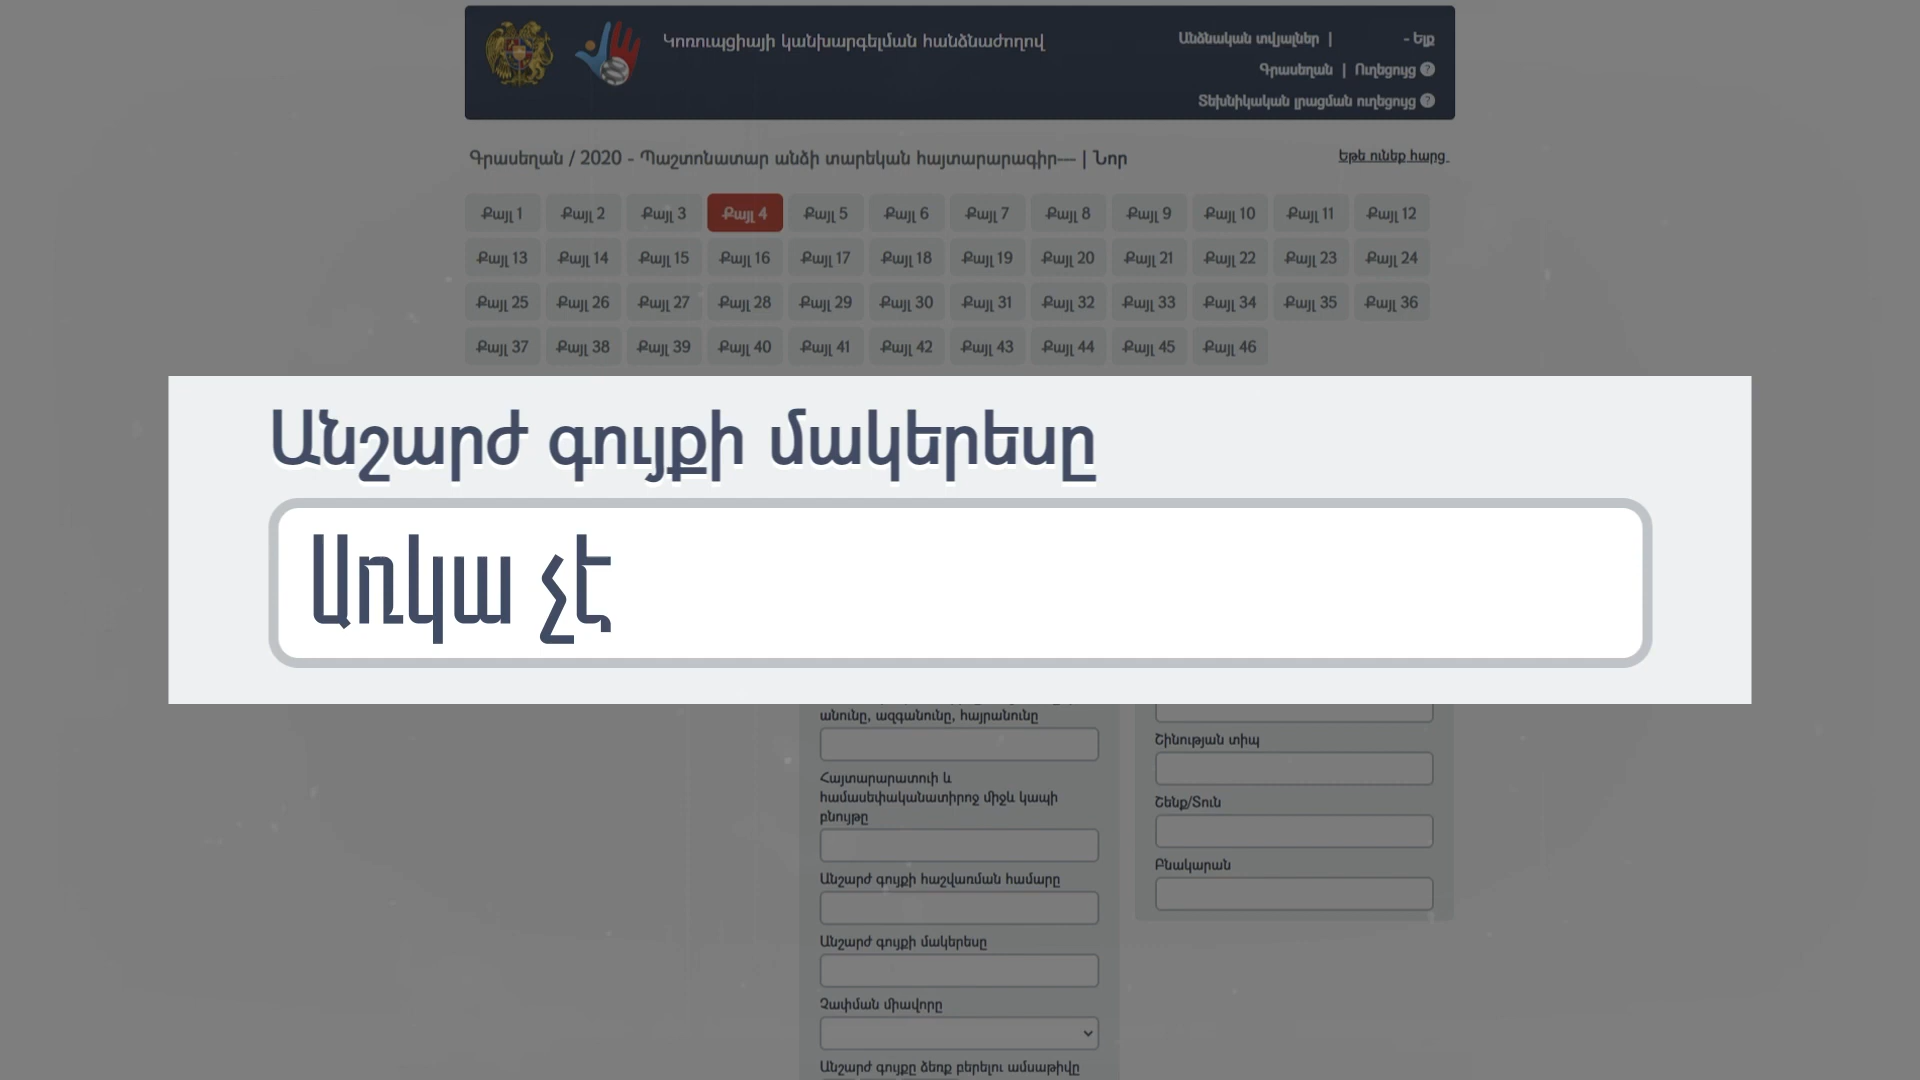 Կոռուպցիայի կանխարգելման հանձնաժողով
Անձնական տվյալներ | - Ելք
Գրասեղան | Ուղեցույց
Տեխնիկական լրացման ուղեցույց
Գրասեղան / 2020 - Պաշտոնատար անձի տարեկան հայտարարագիր--- | Նոր
Եթե ունեք հարց
Քայլ 1 Քայլ 2 Քայլ 3 Քայլ 4 Քայլ 5 Քայլ 6 Քայլ 7 Քայլ 8 Քայլ 9 Քայլ 10 Քայլ 11 Քայլ 12
Քայլ 13 Քայլ 14 Քայլ 15 Քայլ 16 Քայլ 17 Քայլ 18 Քայլ 19 Քայլ 20 Քայլ 21 Քայլ 22 Քայլ 23 Քայլ 24
Քայլ 25 Քայլ 26 Քայլ 27 Քայլ 28 Քայլ 29 Քայլ 30 Քայլ 31 Քայլ 32 Քայլ 33 Քայլ 34 Քայլ 35 Քայլ 36
Քայլ 37 Քայլ 38 Քայլ 39 Քայլ 40 Քայլ 41 Քայլ 42 Քայլ 43 Քայլ 44 Քայլ 45 Քայլ 46
Անշարժ գույքի մակերեսը
Առկա չէ
անունը, ազգանունը, հայրանունը
Հայտարարատուի և
համասեփականատիրոջ միջև կապի
բնույթը
Անշարժ գույքի հաշվառման համարը
Անշարժ գույքի մակերեսը
Չափման միավորը
Անշարժ գույքը ձեռք բերելու ամսաթիվը
Շինության տիպ
Շենք/Տուն
Բնակարան